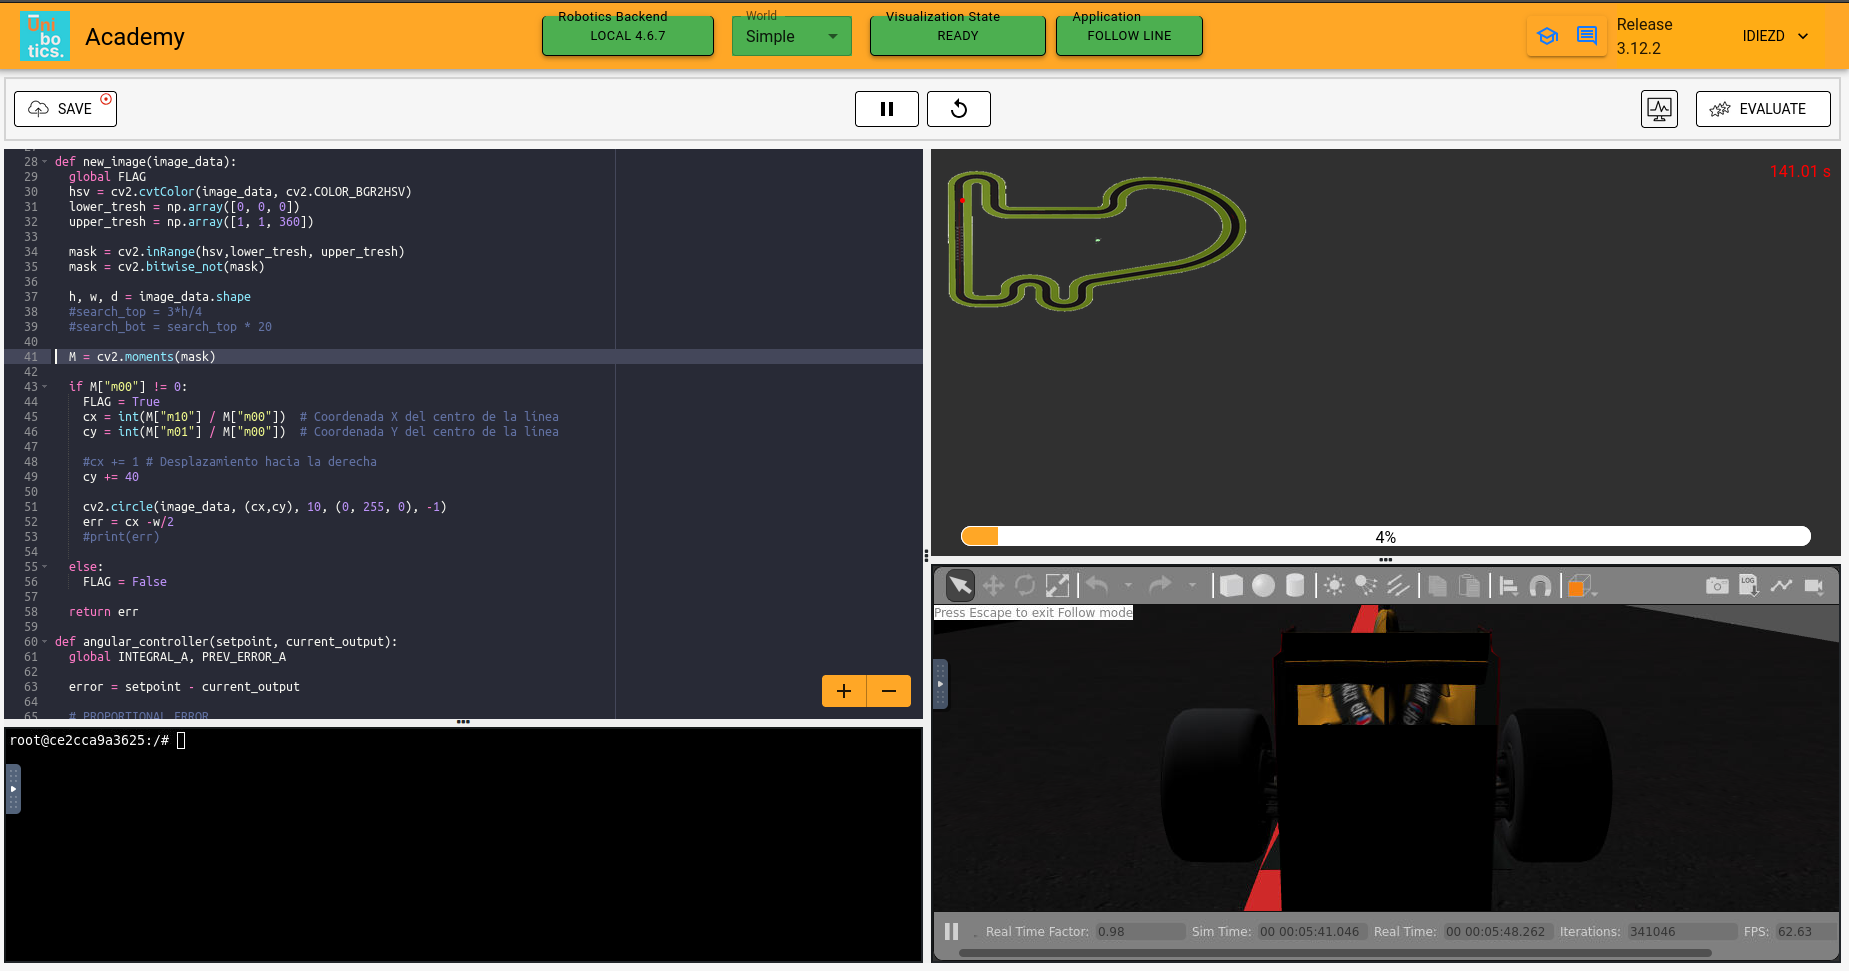 Uni
bo
tics.
Academy
Robotics Backend
LOCAL 4.6.7
World
Simple
Visualization State
READY
Application
FOLLOW LINE
Release
3.12.2
IDIEZD
SAVE
EVALUATE
28 def new_image(image_data):
29 global FLAG
30 hsv = cv2.cvtColor(image_data, cv2.COLOR_BGR2HSV)
31 lower_tresh = np.array([0, 0, 0])
32 upper_tresh = np.array([1, 1, 360])
33
34 mask = cv2.inRange(hsv,lower_tresh, upper_tresh)
35 mask = cv2.bitwise_not(mask)
36
37 h, w, d = image_data.shape
38 #search_top = 3*h/4
39 #search_bot = search_top * 20
40
41 M = cv2.moments(mask)
42
43 if M["m00"] != 0:
44 FLAG = True
45 cx = int(M["m10"] / M["m00"]) # Coordenada X del centro de la línea
46 cy = int(M["m01"] / M["m00"]) # Coordenada Y del centro de la línea
47
48 #cx += 1 # Desplazamiento hacia la derecha
49 cy += 40
50
51 cv2.circle(image_data, (cx,cy), 10, (0, 255, 0), -1)
52 err = cx -w/2
53 #print(err)
54
55 else:
56 FLAG = False
57
58 return err
59
60 def angular_controller(setpoint, current_output):
61 global INTEGRAL_A, PREV_ERROR_A
62
63 error = setpoint - current_output
64
65 # PROPORTIONAL ERROR
+ −
root@ce2cca9a3625:/#
141.01 s
4%
LOG
Press Escape to exit Follow mode
Real Time Factor: 0.98 Sim Time: 00 00:05:41.046 Real Time: 00 00:05:48.262 Iterations: 341046 FPS: 62.63